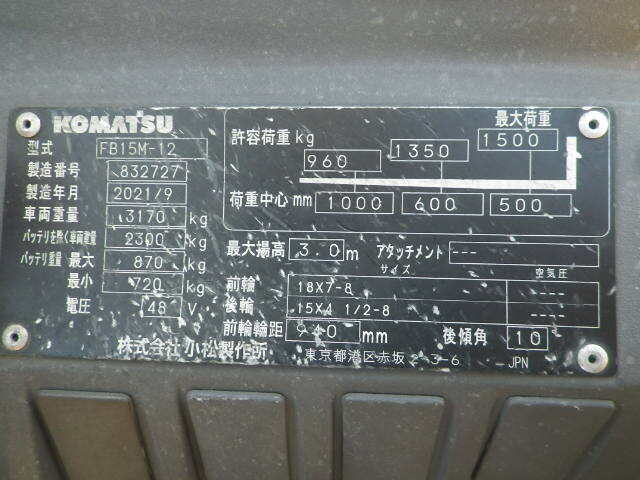 KOMATSU
型式 FB15M-12
製造番号 832727
製造年月 2021/9
車両重量 3170 kg
バッテリを除く車両重量 2300 kg
バッテリ重量 最大 870 kg
最小 720 kg
電圧 48 V
最大荷重
許容荷重 kg 960 1350 1500
荷重中心 mm 1000 600 500
最大揚高 3.0 m アタッチメント ---
サイズ 空気圧
前輪 18X7-8 ----
後輪 15X4 1/2-8 ----
前輪輪距 940 mm 後傾角 10
株式会社 小松製作所 東京都港区赤坂 2-3-6 JPN